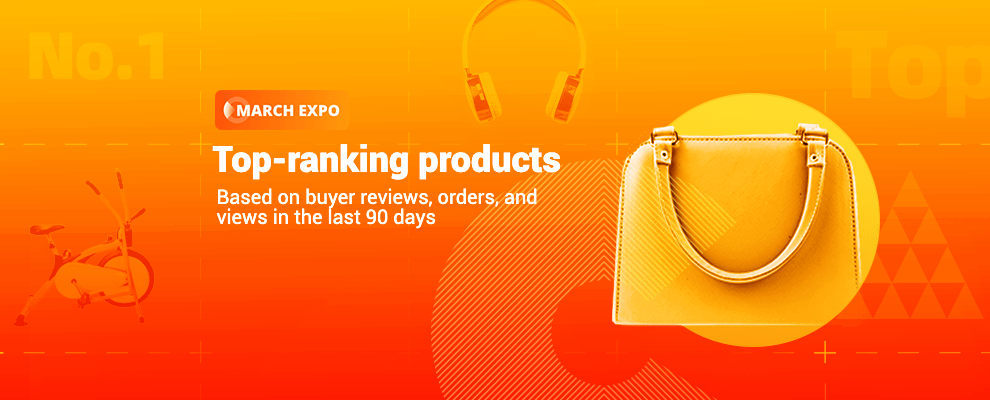 No.1
Top
MARCH EXPO
Top-ranking products
Based on buyer reviews, orders, and
views in the last 90 days